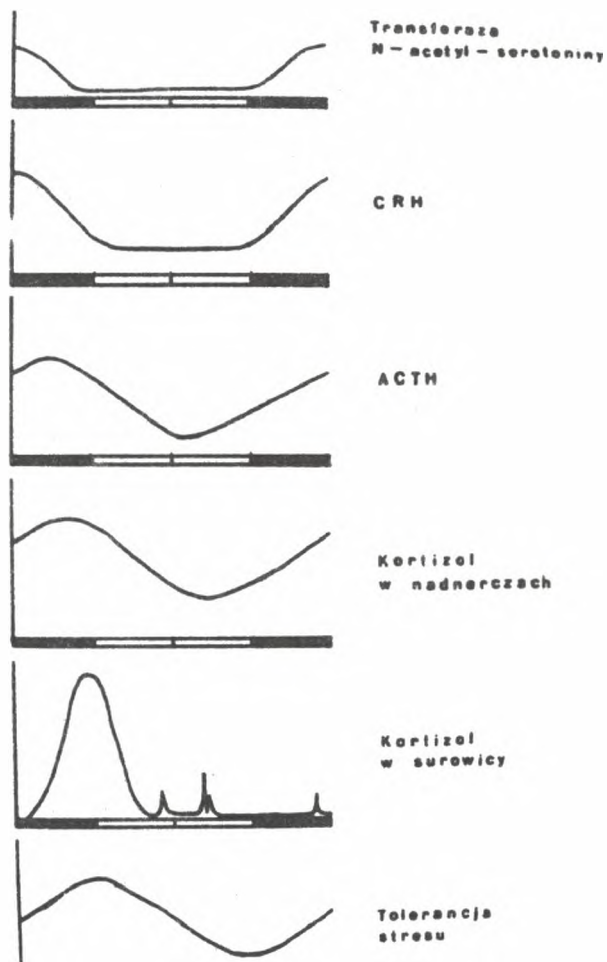 Transferaza
N – acetyl – serotoniny
CRH
ACTH
Kortizol
w nadnerczach
Kortizol
w surowicy
Tolerancja
stresu